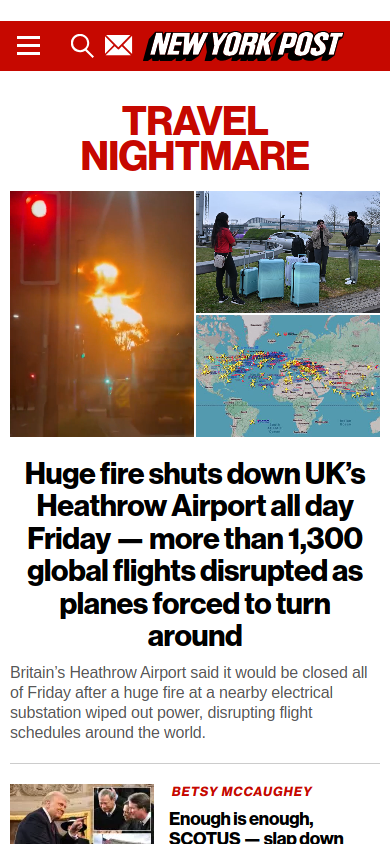 NEW YORK POST
TRAVEL
NIGHTMARE
Huge fire shuts down UK’s
Heathrow Airport all day
Friday — more than 1,300
global flights disrupted as
planes forced to turn
around
Britain’s Heathrow Airport said it would be closed all
of Friday after a huge fire at a nearby electrical
substation wiped out power, disrupting flight
schedules around the world.
BETSY MCCAUGHEY
Enough is enough,
SCOTUS — slap down